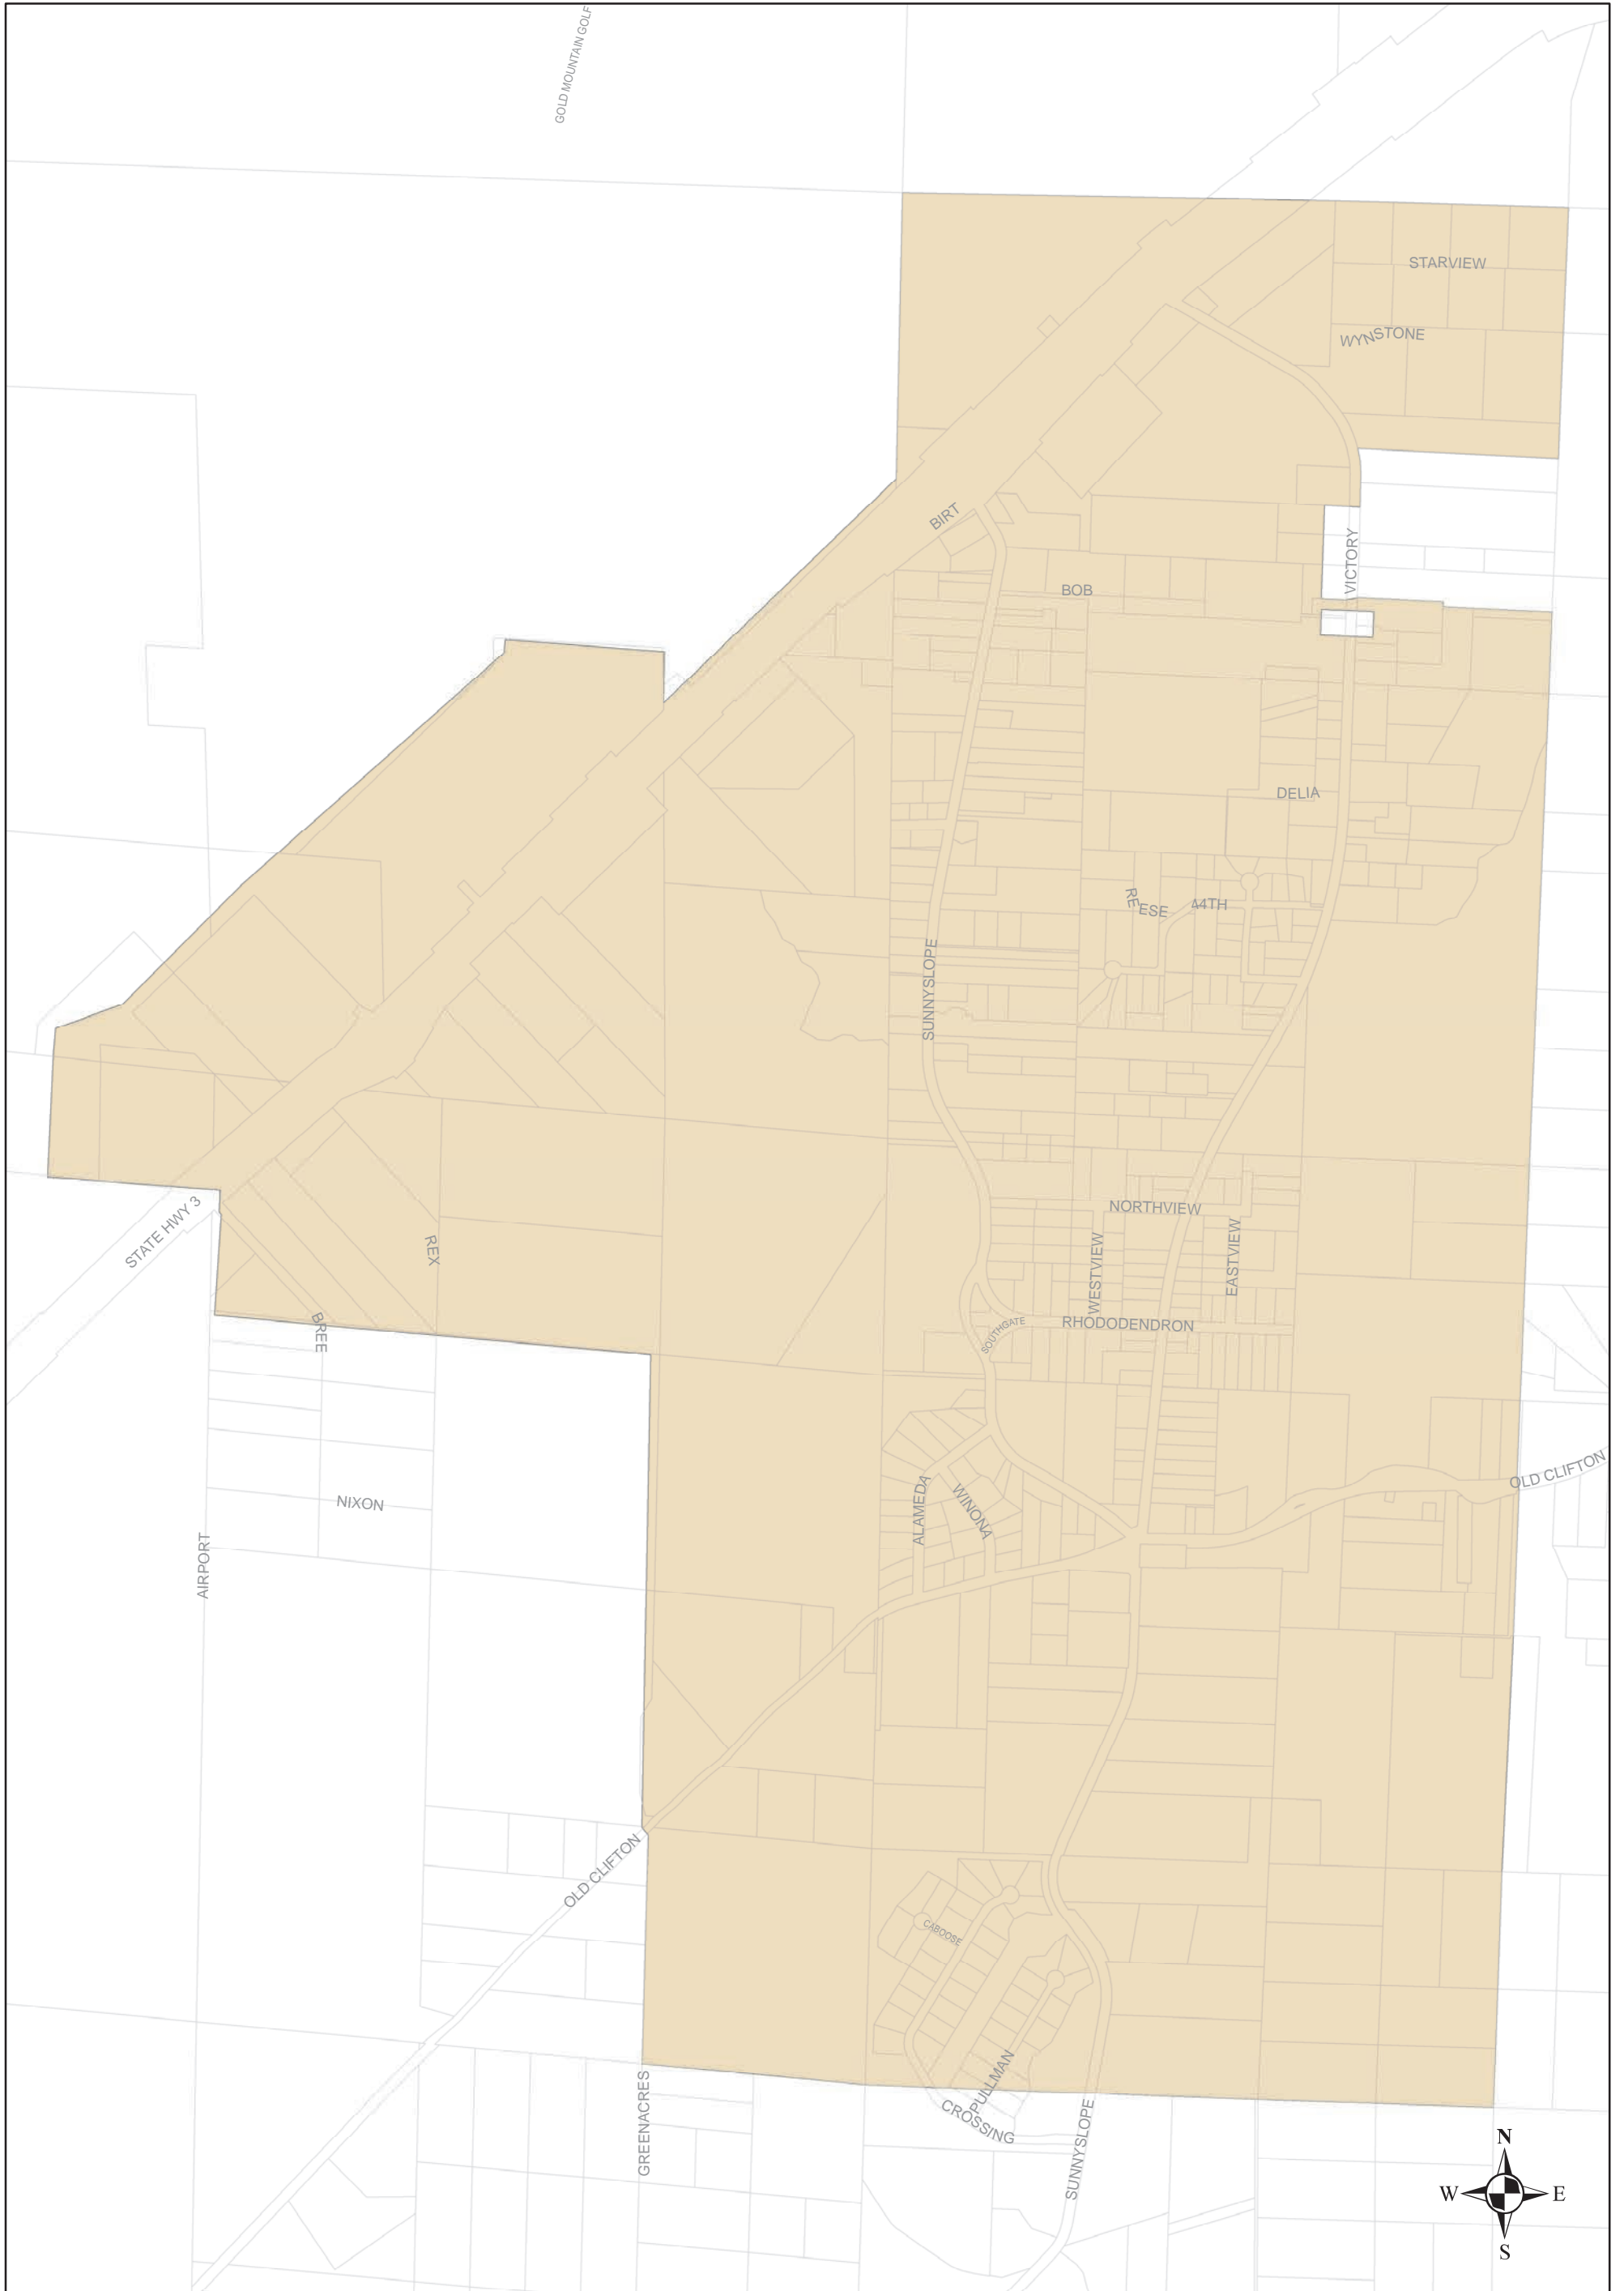 GOLD MOUNTAIN GOLF
STARVIEW
WYNSTONE
BIRT
VICTORY
BOB
DELIA
REESE
44TH
SUNNYSLOPE
STATE HWY 3
REX
NORTHVIEW
WESTVIEW
EASTVIEW
BREE
SOUTHGATE
RHODODENDRON
OLD CLIFTON
ALAMEDA
WINONA
NIXON
AIRPORT
OLD CLIFTON
CABOOSE
PULLMAN
CROSSING
GREENACRES
SUNNYSLOPE
N
W E
S